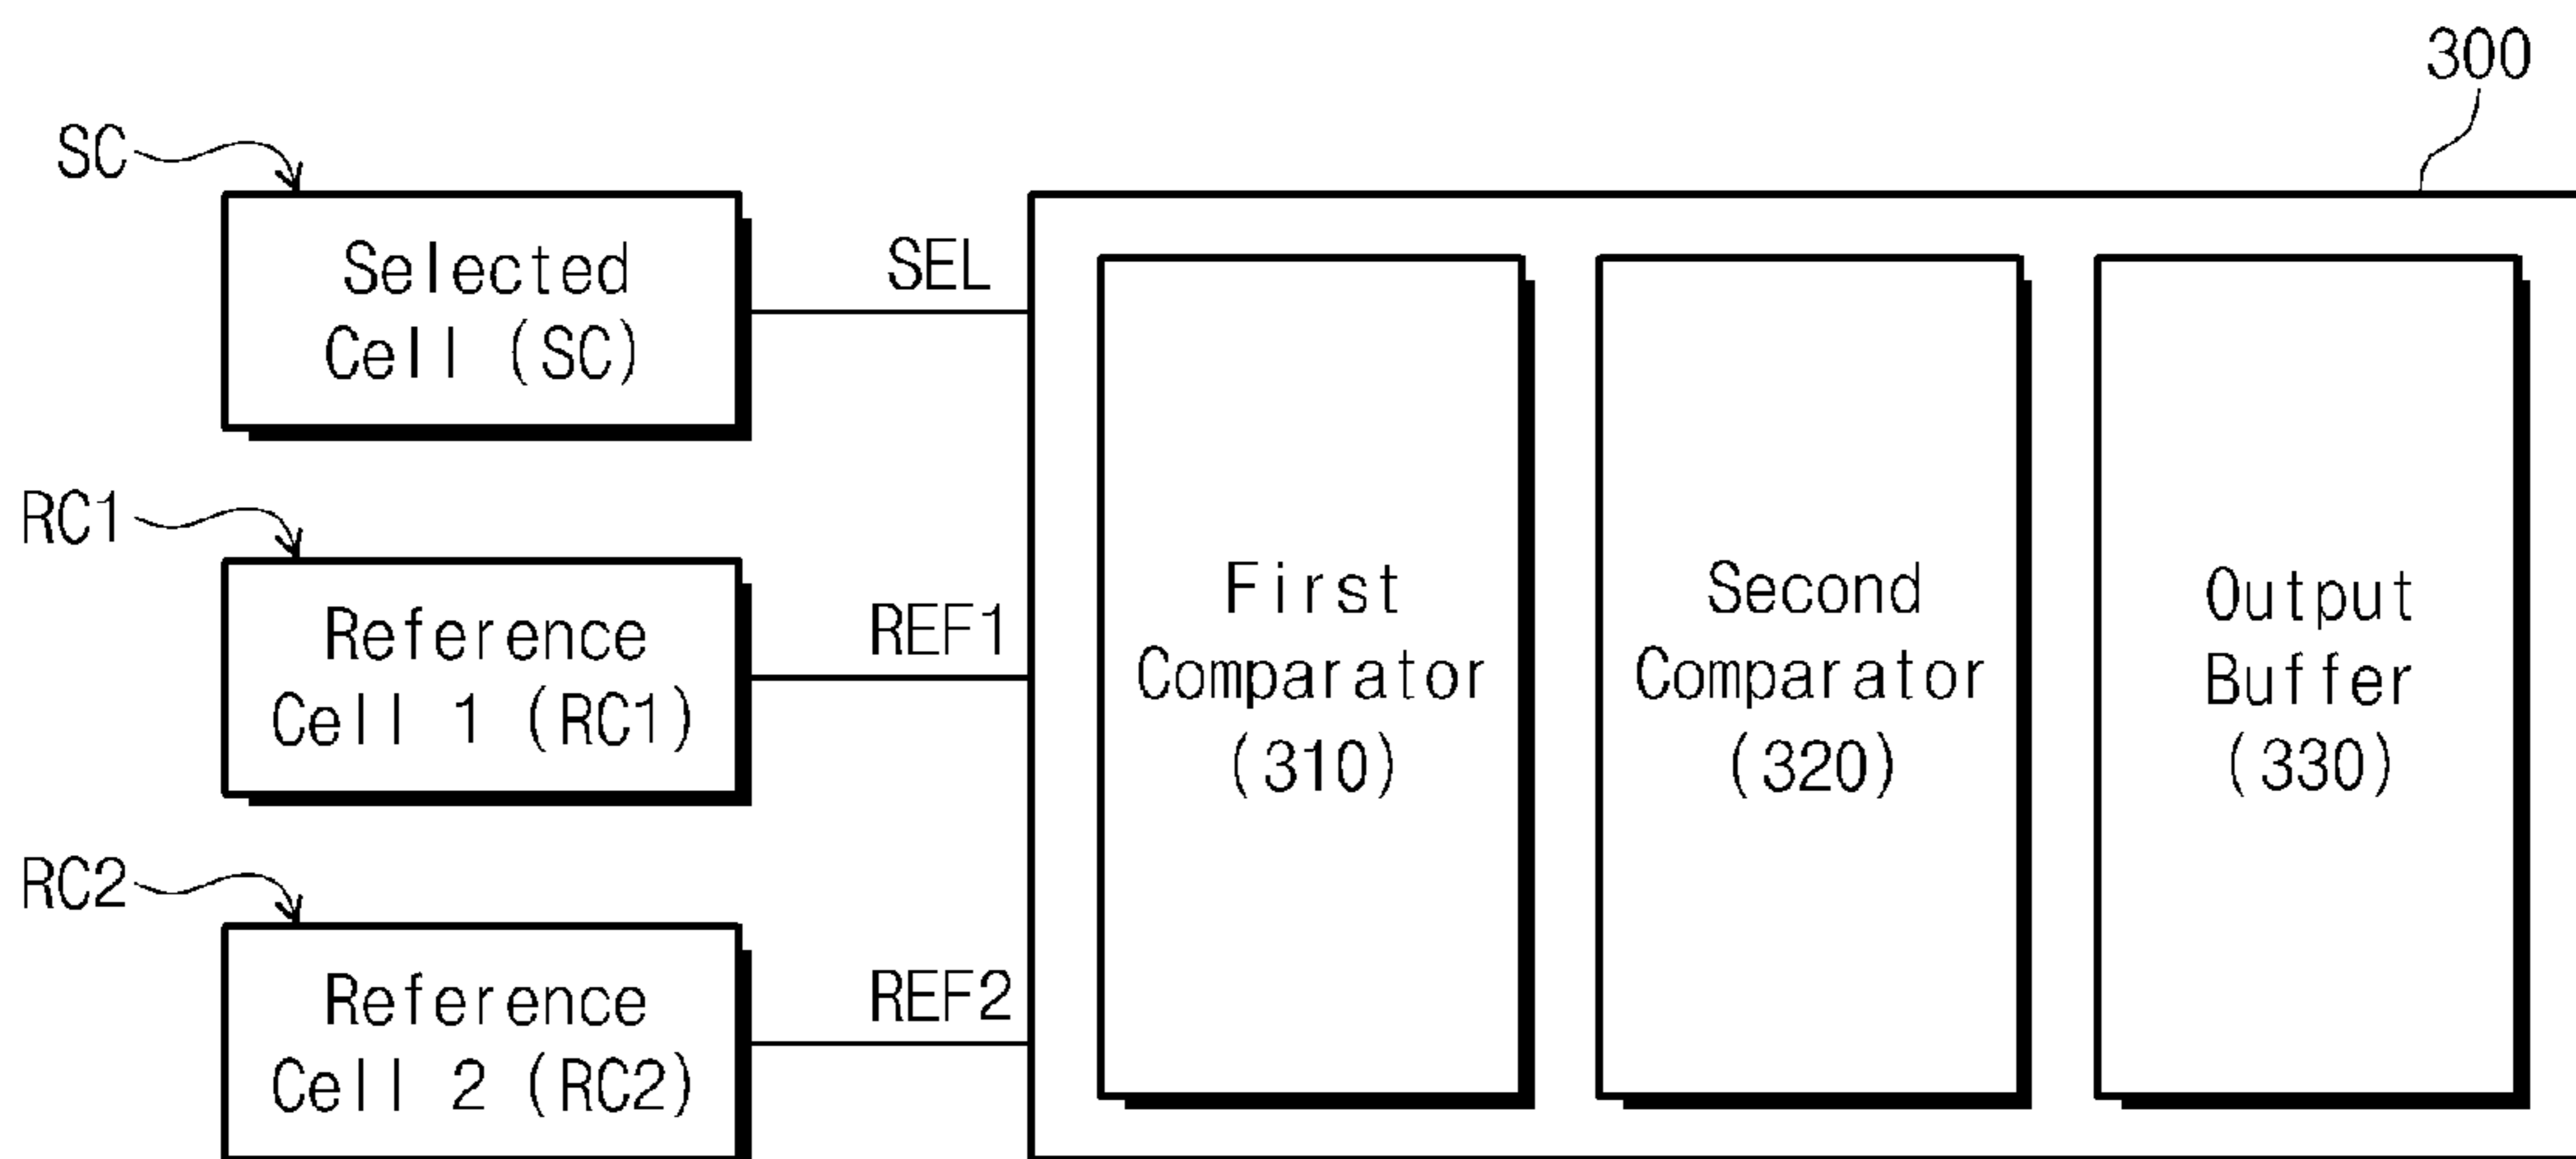 300
SC
Selected
Cell (SC)
SEL
RC1
Reference
Cell 1 (RC1)
REF1
RC2
Reference
Cell 2 (RC2)
REF2
First
Comparator
(310)
Second
Comparator
(320)
Output
Buffer
(330)